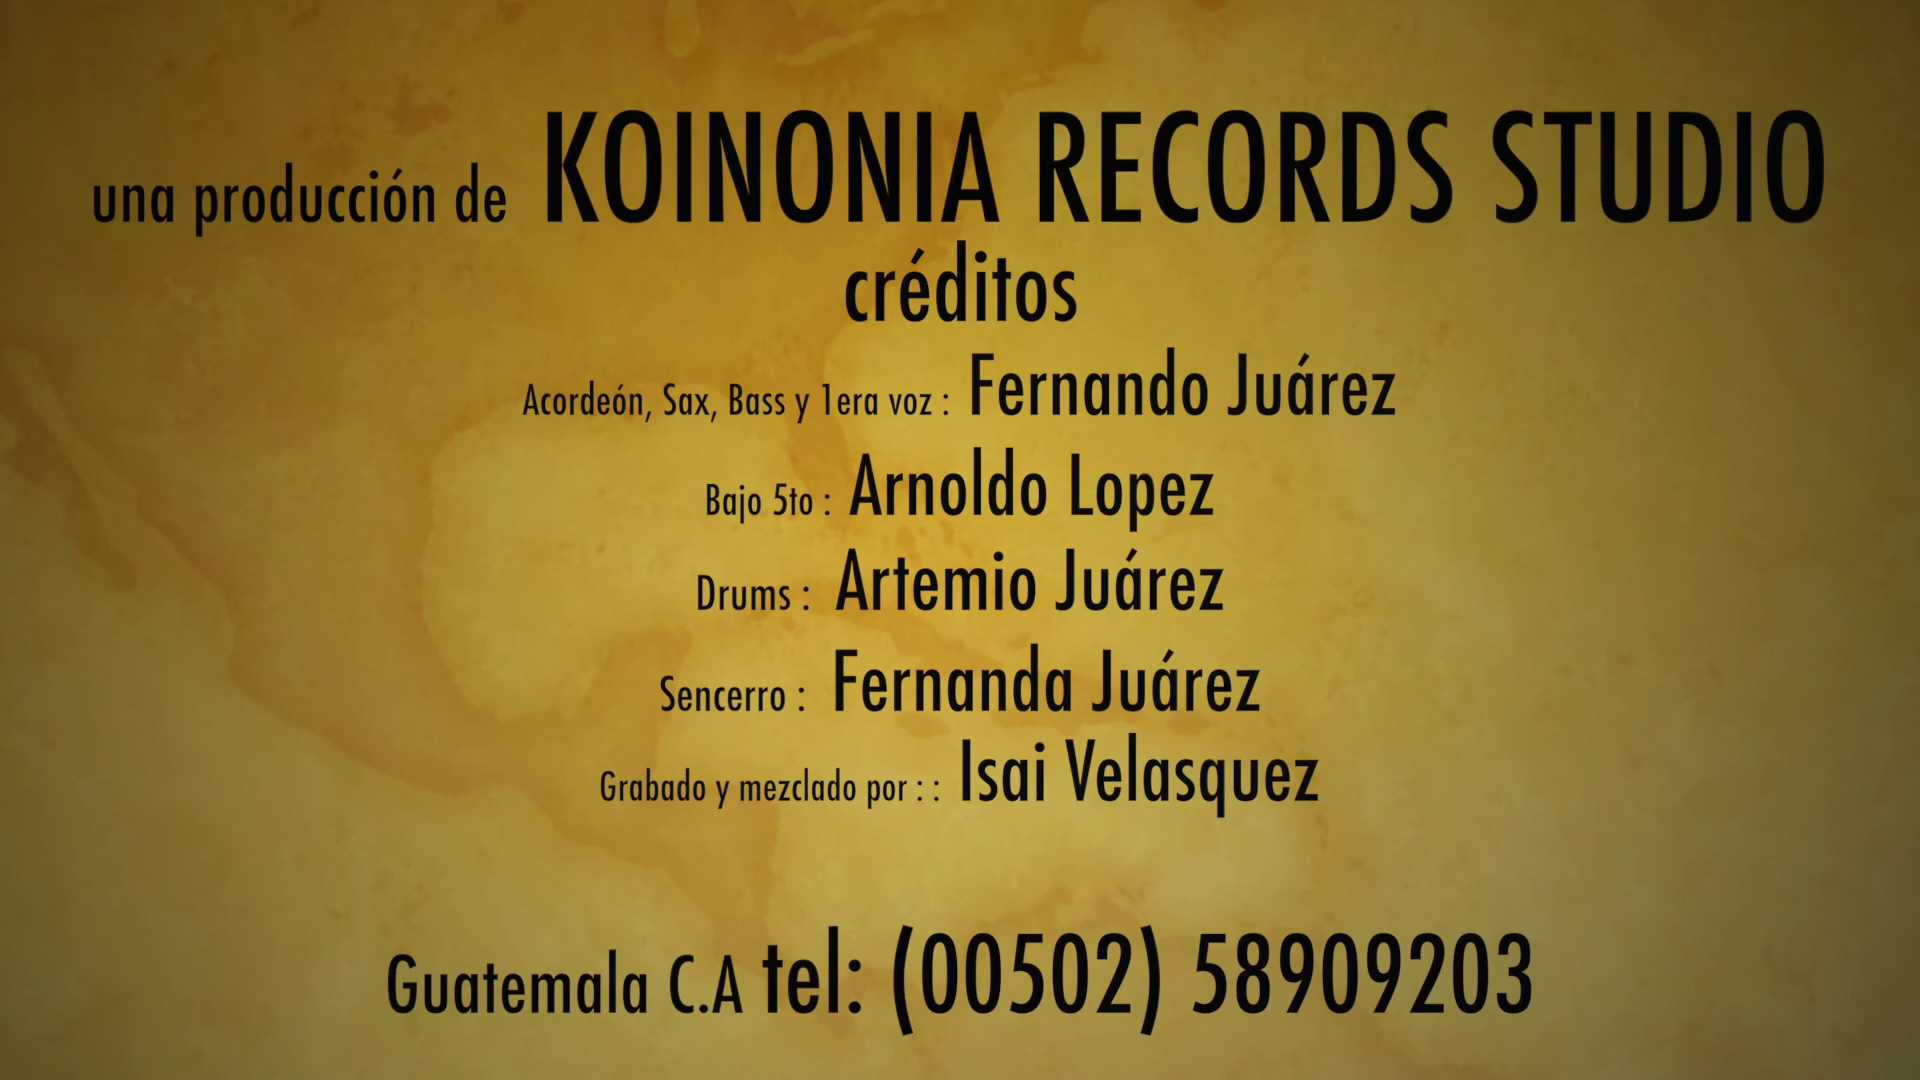 una producción de KOINONIA RECORDS STUDIO
créditos
Acordeón, Sax, Bass y 1era voz : Fernando Juárez
Bajo 5to : Arnoldo Lopez
Drums : Artemio Juárez
Sencerro : Fernanda Juárez
Grabado y mezclado por : : Isai Velasquez
Guatemala C.A tel: (00502) 58909203